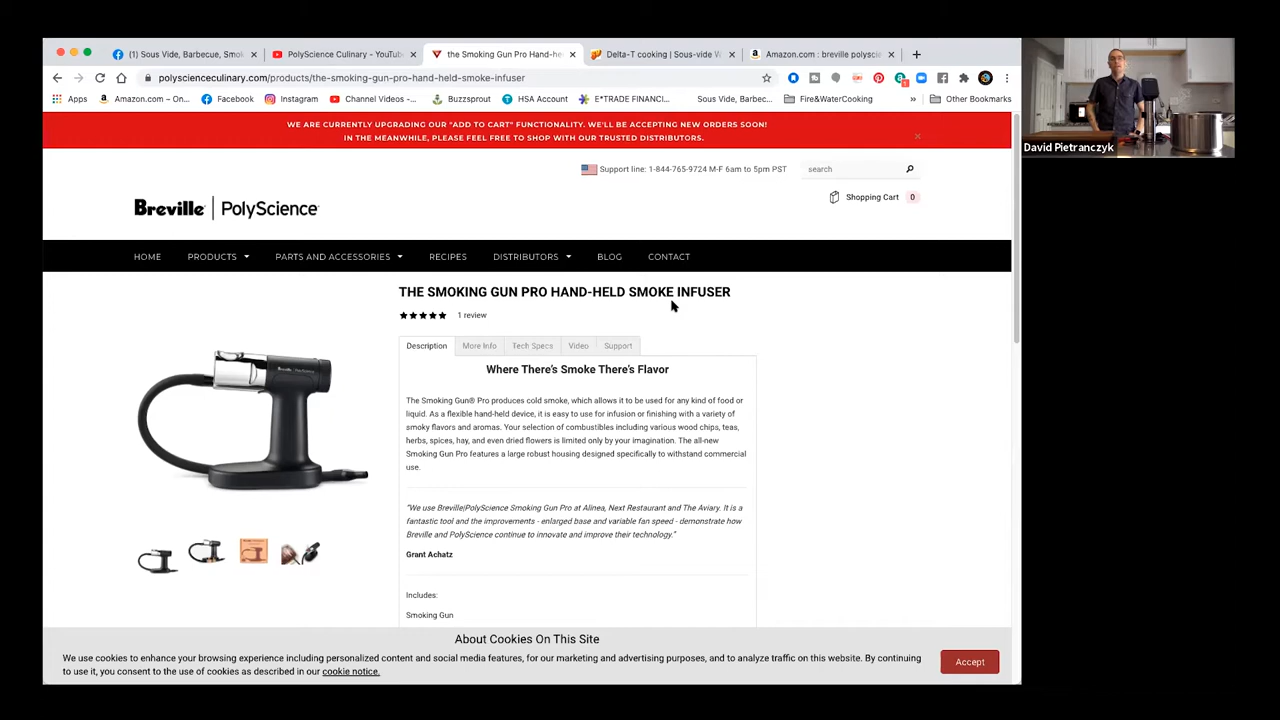 (1) Sous Vide, Barbecue, Smok
PolyScience Culinary - YouTube
the Smoking Gun Pro Hand-he
Delta-T cooking | Sous-vide W
Amazon.com : breville polyscie
polyscienceculinary.com/products/the-smoking-gun-pro-hand-held-smoke-infuser
Apps
Amazon.com – On...
Facebook
Instagram
Channel Videos -...
Buzzsprout
HSA Account
E*TRADE FINANCI...
Sous Vide, Barbec...
Fire&WaterCooking
»
Other Bookmarks
WE ARE CURRENTLY UPGRADING OUR "ADD TO CART" FUNCTIONALITY. WE'LL BE ACCEPTING NEW ORDERS SOON!
IN THE MEANWHILE, PLEASE FEEL FREE TO SHOP WITH OUR TRUSTED DISTRIBUTORS.
Support line: 1-844-765-9724 M-F 6am to 5pm PST
search
Shopping Cart 0
Breville | PolyScience
HOME PRODUCTS PARTS AND ACCESSORIES RECIPES DISTRIBUTORS BLOG CONTACT
THE SMOKING GUN PRO HAND-HELD SMOKE INFUSER
1 review
Description More Info Tech Specs Video Support
Where There's Smoke There's Flavor
The Smoking Gun® Pro produces cold smoke, which allows it to be used for any kind of food or
liquid. As a flexible hand-held device, it is easy to use for infusion or finishing with a variety of
smoky flavors and aromas. Your selection of combustibles including various wood chips, teas,
herbs, spices, hay, and even dried flowers is limited only by your imagination. The all-new
Smoking Gun Pro features a large robust housing designed specifically to withstand commercial
use.
"We use Breville|PolyScience Smoking Gun Pro at Alinea, Next Restaurant and The Aviary. It is a
fantastic tool and the improvements - enlarged base and variable fan speed - demonstrate how
Breville and PolyScience continue to innovate and improve their technology."
Grant Achatz
Includes:
Smoking Gun
About Cookies On This Site
We use cookies to enhance your browsing experience including personalized content and social media features, for our marketing and advertising purposes, and to analyze traffic on this website. By continuing
to use it, you consent to the use of cookies as described in our cookie notice.
Accept
David Pietranczyk